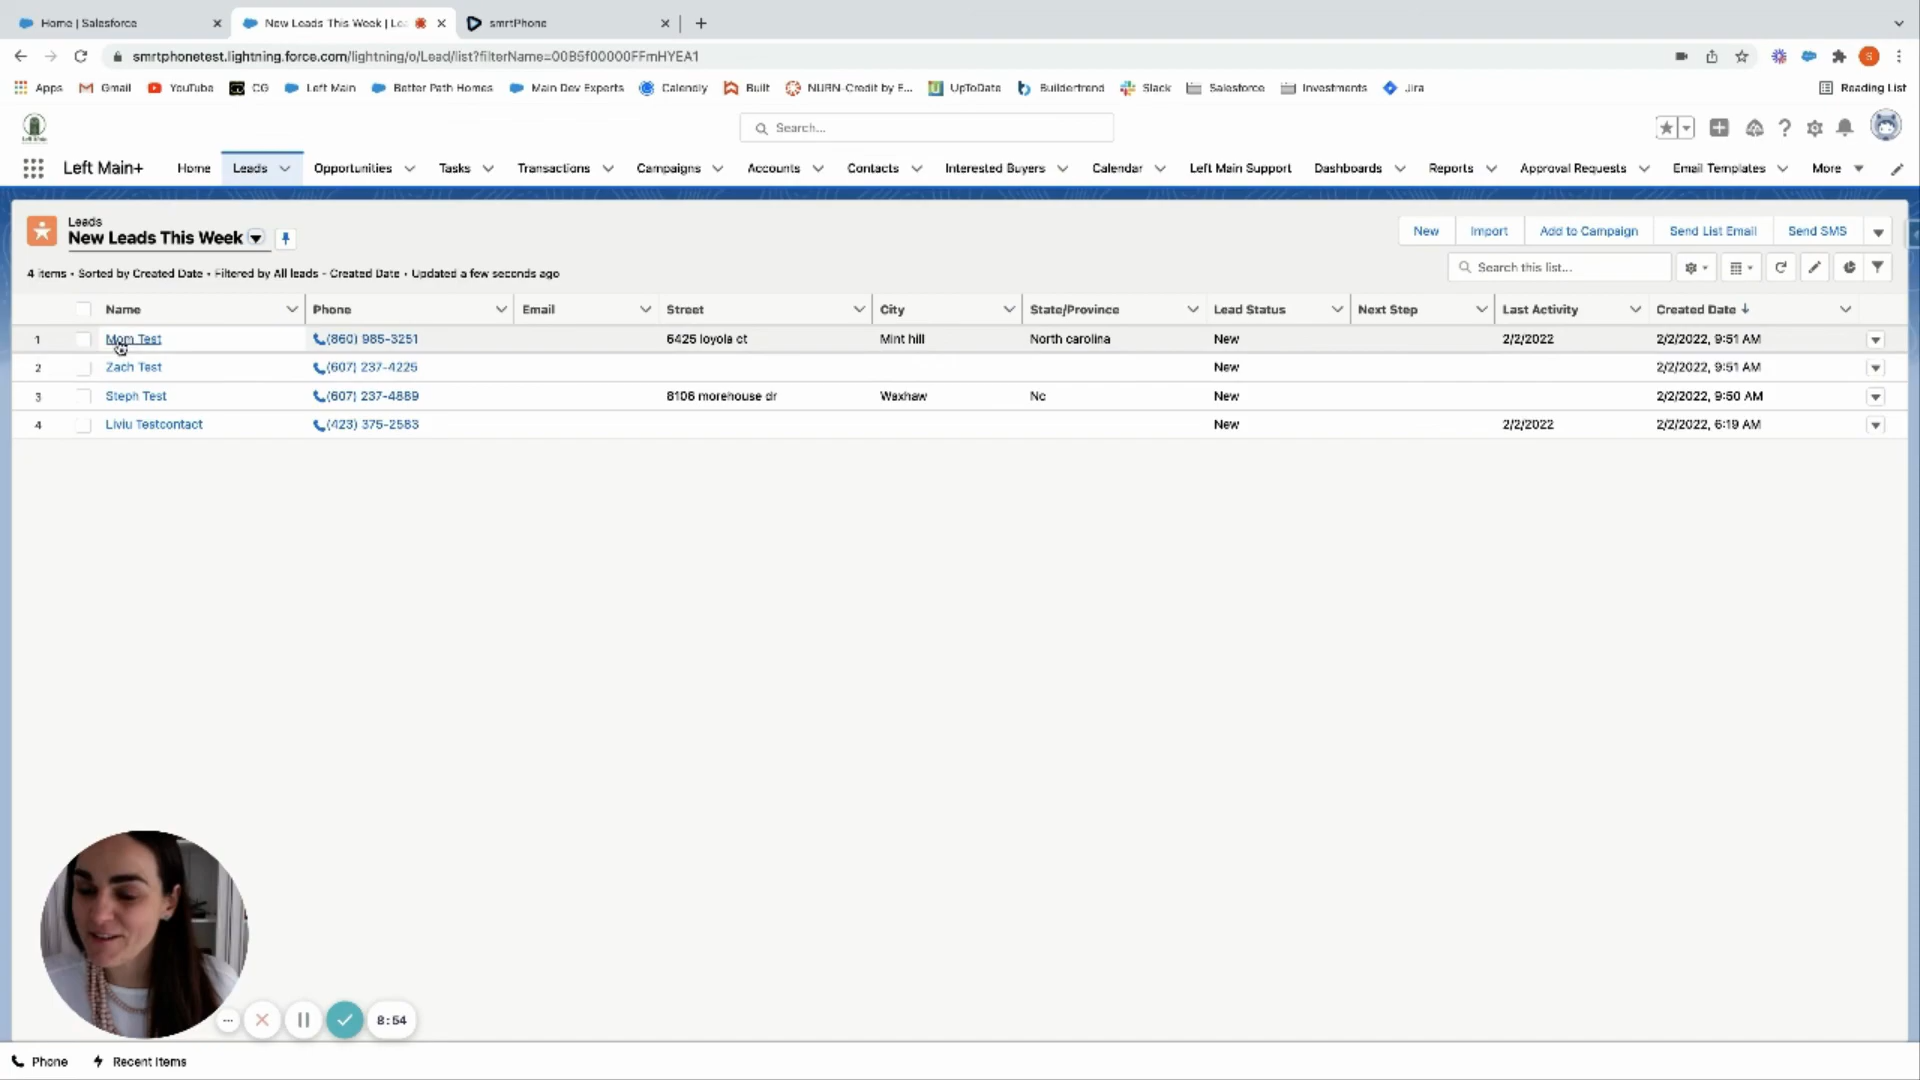 Home | Salesforce
New Leads This Week | Le
smrtPhone
smrtphonetest.lightning.force.com/lightning/o/Lead/list?filterName=00B5f00000FFmHYEA1
S
Apps Gmail YouTube CG Left Main Better Path Homes Main Dev Experts Calendly Built NURN-Credit by E... UpToDate Buildertrend Slack Salesforce Investments Jira Reading List
Search...
Left Main+ Home Leads Opportunities Tasks Transactions Campaigns Accounts Contacts Interested Buyers Calendar Left Main Support Dashboards Reports Approval Requests Email Templates More
Leads
New Leads This Week
New Import Add to Campaign Send List Email Send SMS
4 items • Sorted by Created Date • Filtered by All leads - Created Date • Updated a few seconds ago
Search this list...
Name Phone Email Street City State/Province Lead Status Next Step Last Activity Created Date
1 Mom Test (860) 985-3251 6425 loyola ct Mint hill North carolina New 2/2/2022 2/2/2022, 9:51 AM
2 Zach Test (607) 237-4225 New 2/2/2022, 9:51 AM
3 Steph Test (607) 237-4889 8106 morehouse dr Waxhaw Nc New 2/2/2022, 9:50 AM
4 Liviu Testcontact (423) 375-2583 New 2/2/2022 2/2/2022, 6:19 AM
8:54
Phone Recent Items